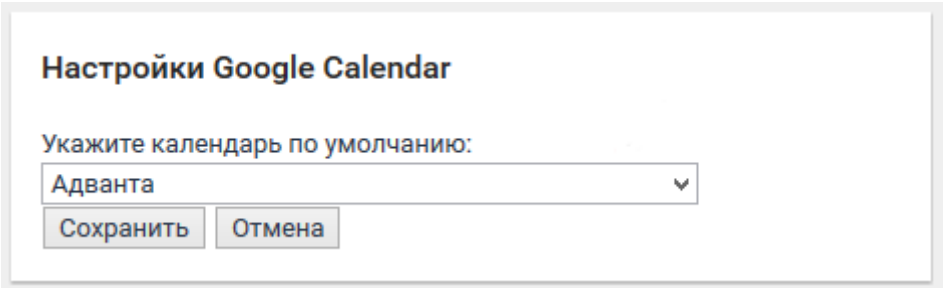 Настройки Google Calendar
Укажите календарь по умолчанию:
Адванта
Сохранить Отмена